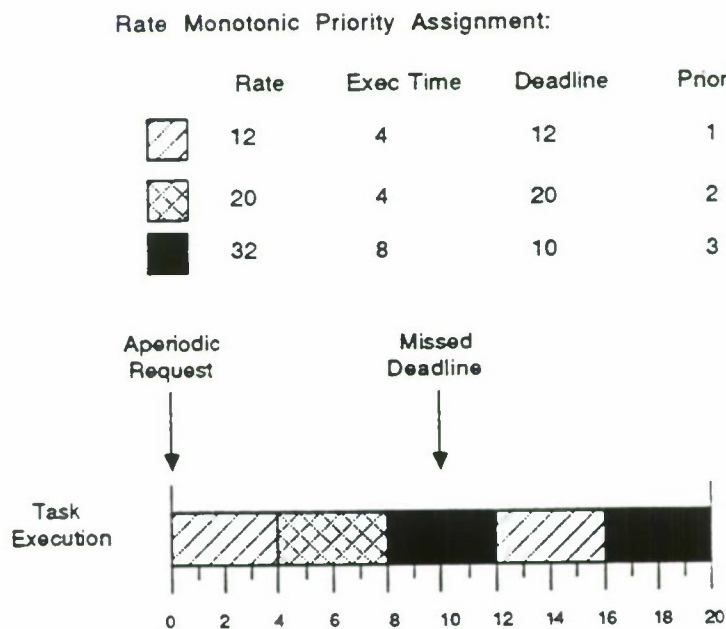 Rate Monotonic Priority Assignment:
Rate Exec Time Deadline Prior
12 4 12 1
20 4 20 2
32 8 10 3
Aperiodic
Request
Missed
Deadline
Task
Execution
0 2 4 6 8 10 12 14 16 18 20